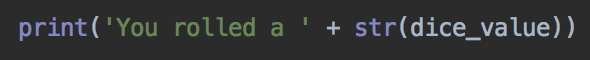 print('You rolled a ' + str(dice_value))